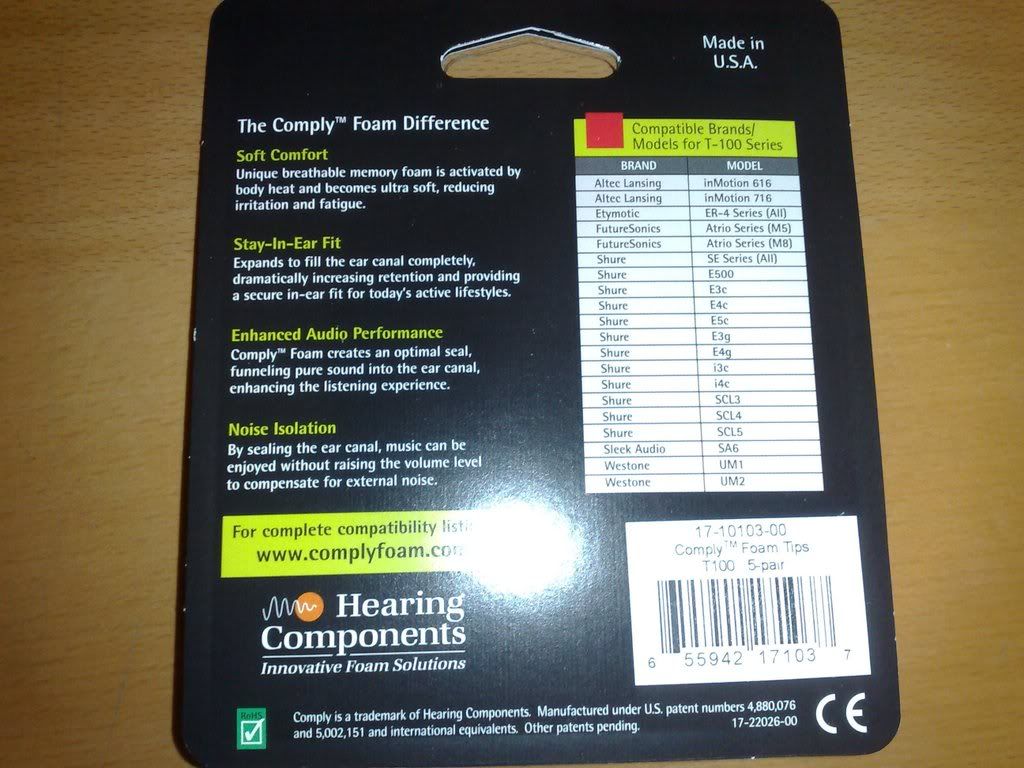 Made in
U.S.A.
The Comply™ Foam Difference
Soft Comfort
Unique breathable memory foam is activated by
body heat and becomes ultra soft, reducing
irritation and fatigue.
Stay-In-Ear Fit
Expands to fill the ear canal completely,
dramatically increasing retention and providing
a secure in-ear fit for today's active lifestyles.
Enhanced Audio Performance
Comply™ Foam creates an optimal seal,
funneling pure sound into the ear canal,
enhancing the listening experience.
Noise Isolation
By sealing the ear canal, music can be
enjoyed without raising the volume level
to compensate for external noise.
For complete compatibility
www.complyfoam.com
Hearing
Components
Innovative Foam Solutions
Compatible Brands/
Models for T-100 Series
BRAND MODEL
Altec Lansing inMotion 616
Altec Lansing inMotion 716
Etymotic ER-4 Series (All)
FutureSonics Atrio Series (M5)
FutureSonics Atrio Series (M8)
Shure SE Series (All)
Shure E500
Shure E3c
Shure E4c
Shure E5c
Shure E3g
Shure E4g
Shure i3c
Shure i4c
Shure SCL3
Shure SCL4
Shure SCL5
Sleek Audio SA6
Westone UM1
Westone UM2
17-10103-00
Comply™ Foam Tips
T100 5-pair
6 55942 17103 7
RoHS
Comply is a trademark of Hearing Components. Manufactured under U.S. patent numbers 4,880,076
and 5,002,151 and international equivalents. Other patents pending. 17-22026-00
CE